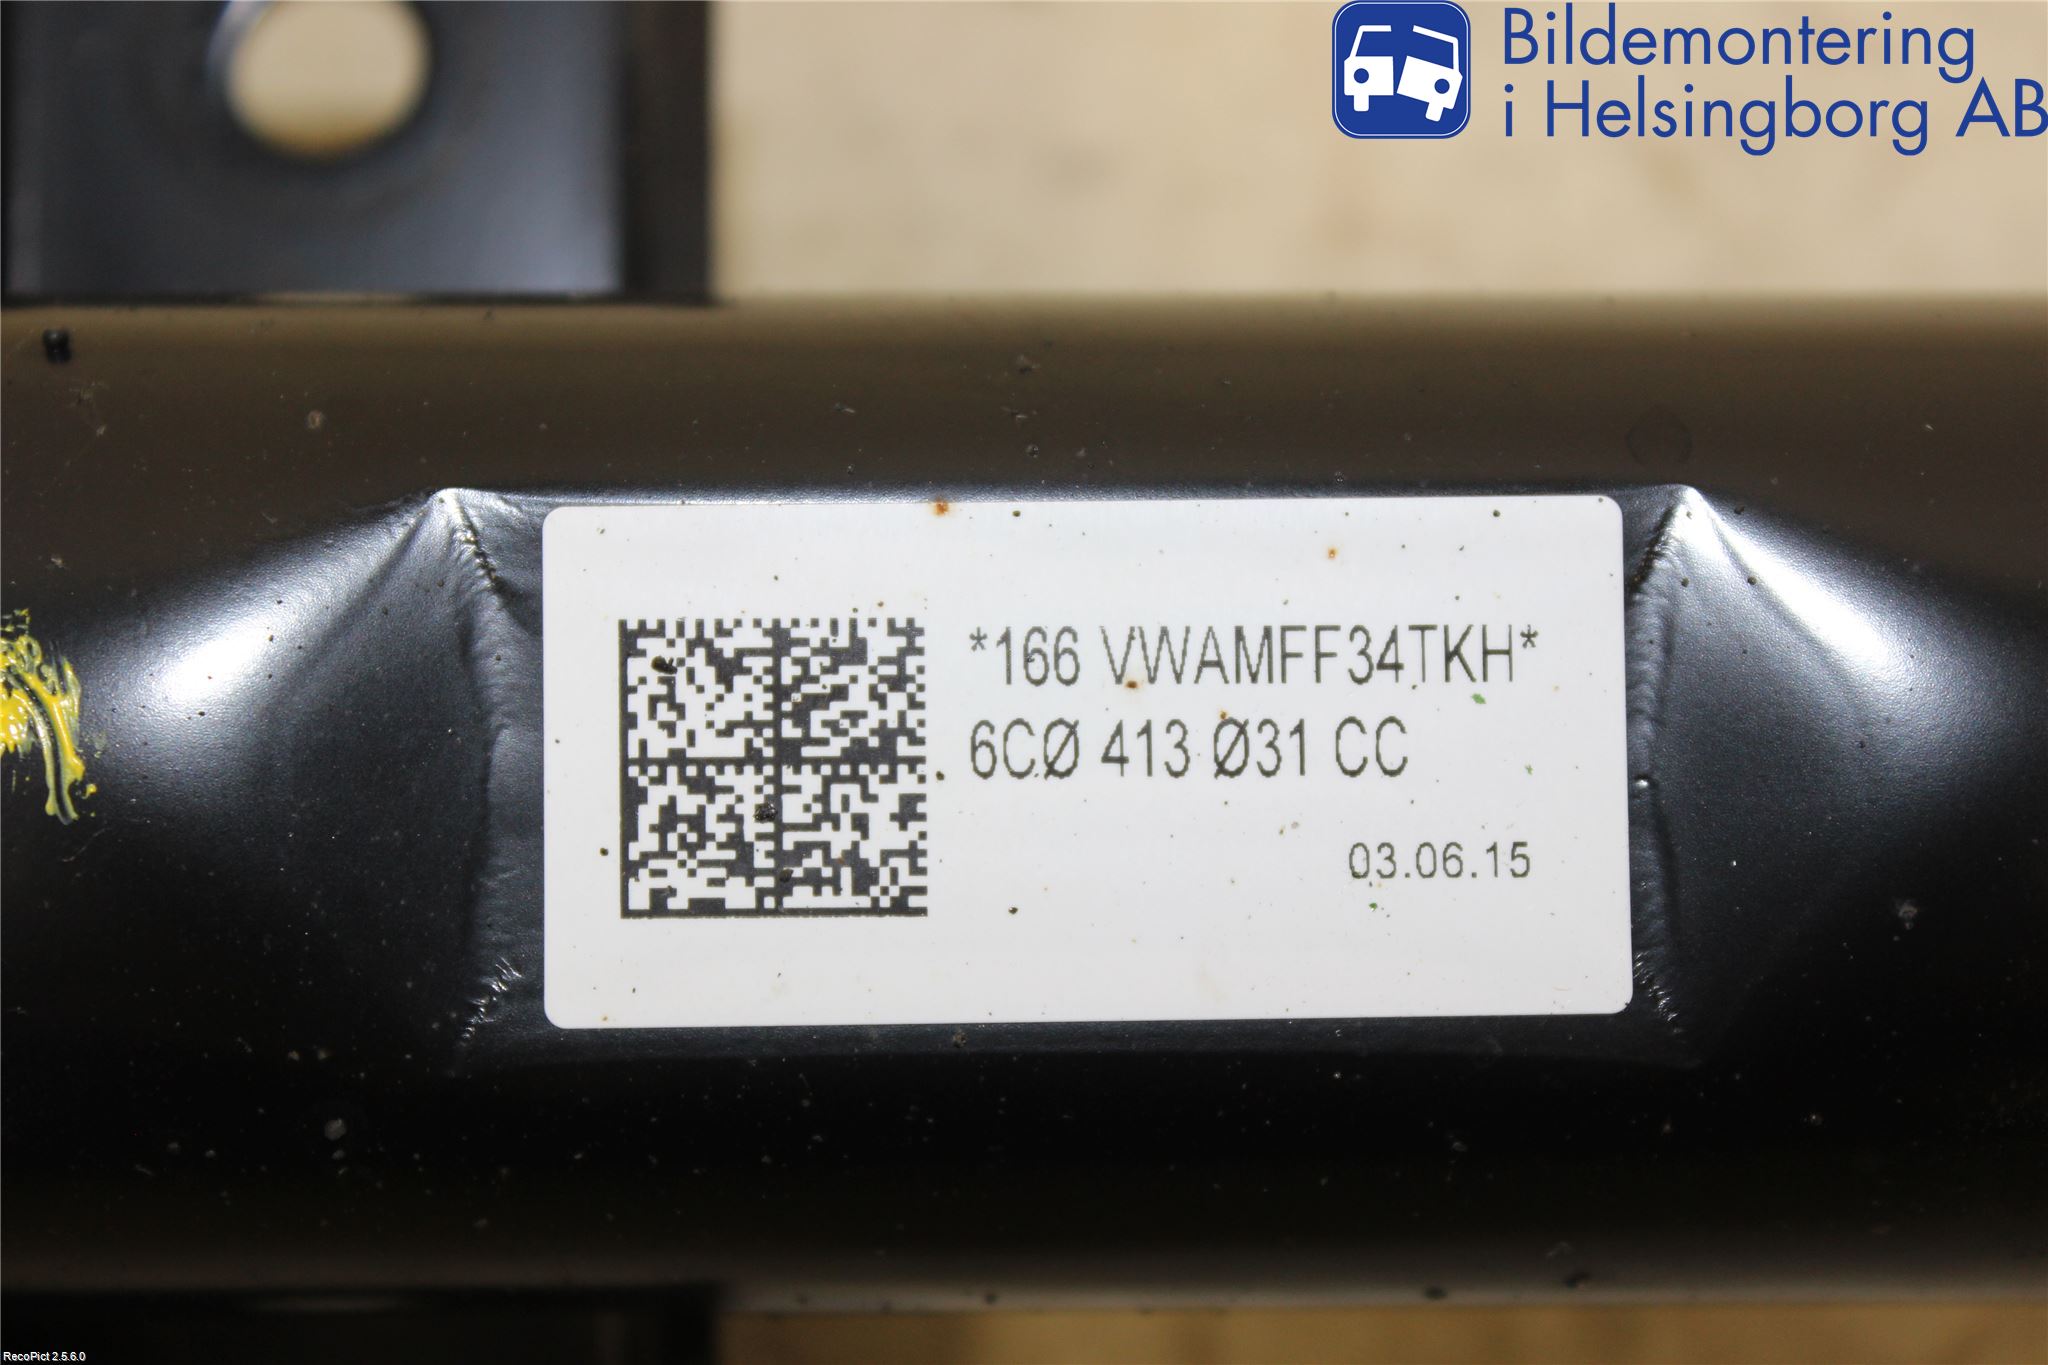 Bildemontering
i Helsingborg AB
*166 VWAMFF34TKH*
6CØ 413 Ø31 CC
03.06.15
RecoPict 2.5.6.0